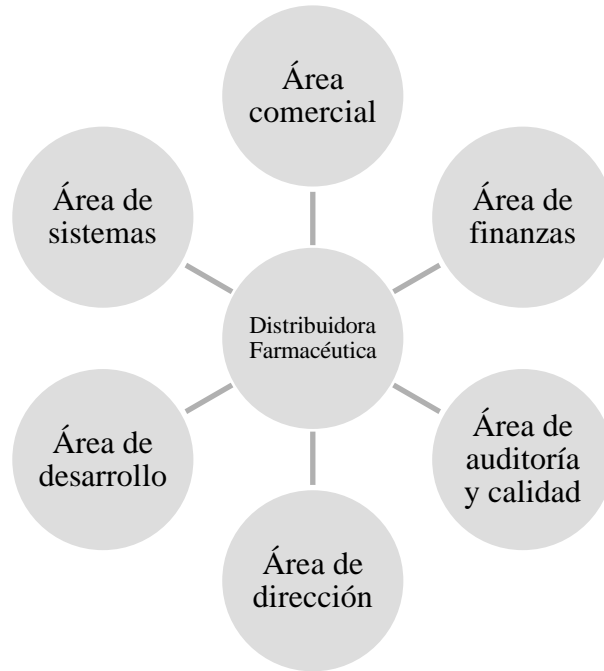 Área
comercial
Área de
sistemas
Área de
finanzas
Distribuidora
Farmacéutica
Área de
desarrollo
Área de
auditoría
y calidad
Área de
dirección